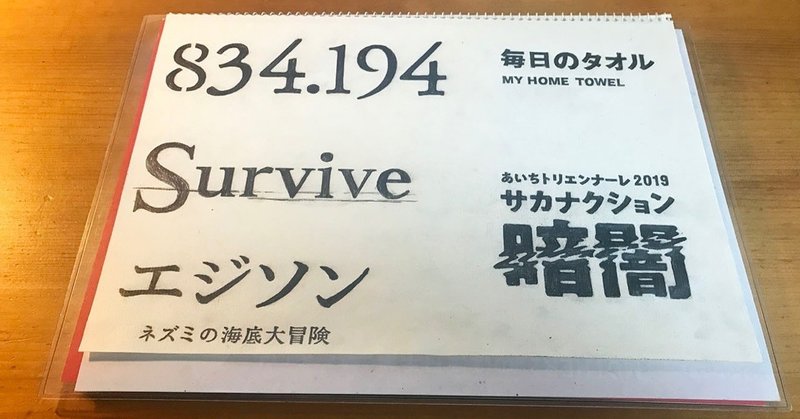 834.194
Survive
エジソン
ネズミの海底大冒険
毎日のタオル
MY HOME TOWEL
あいちトリエンナーレ2019
サカナクション
暗闇